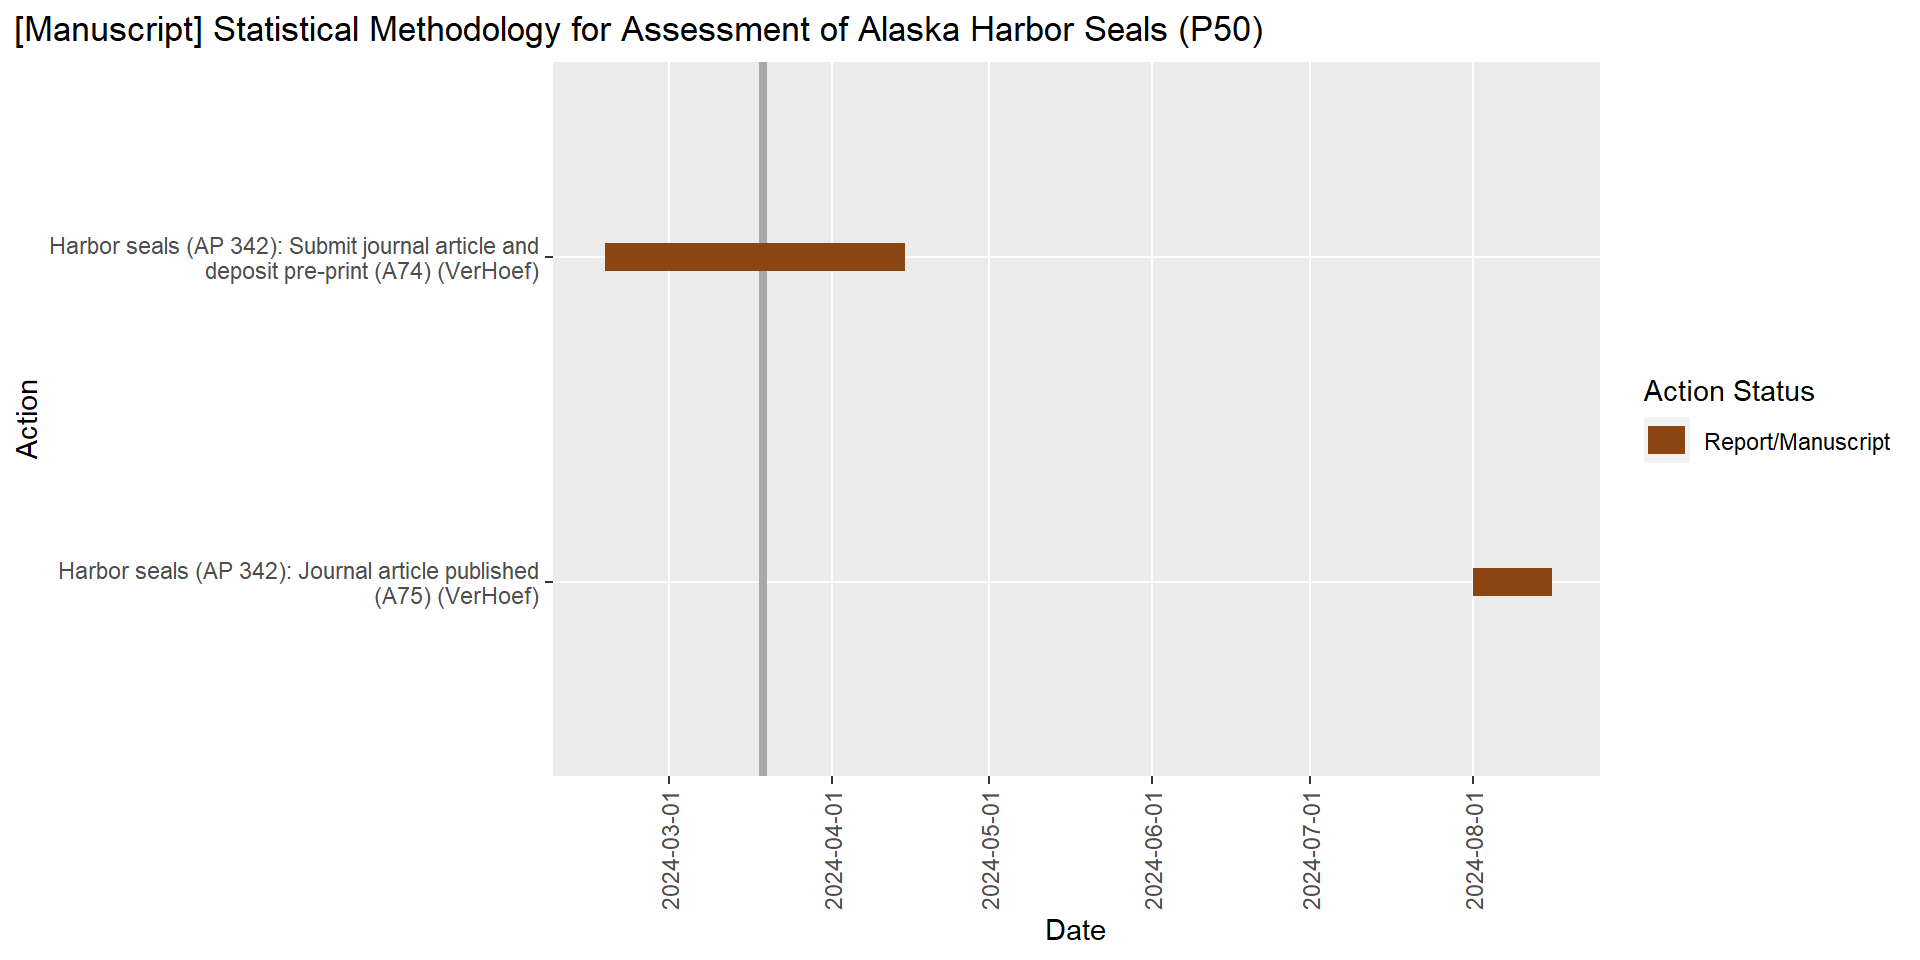 [Manuscript] Statistical Methodology for Assessment of Alaska Harbor Seals (P50)
Harbor seals (AP 342): Submit journal article and
deposit pre-print (A74) (VerHoef)
Harbor seals (AP 342): Journal article published
(A75) (VerHoef)
Action
2024-03-01
2024-04-01
2024-05-01
2024-06-01
2024-07-01
2024-08-01
Date
Action Status
Report/Manuscript